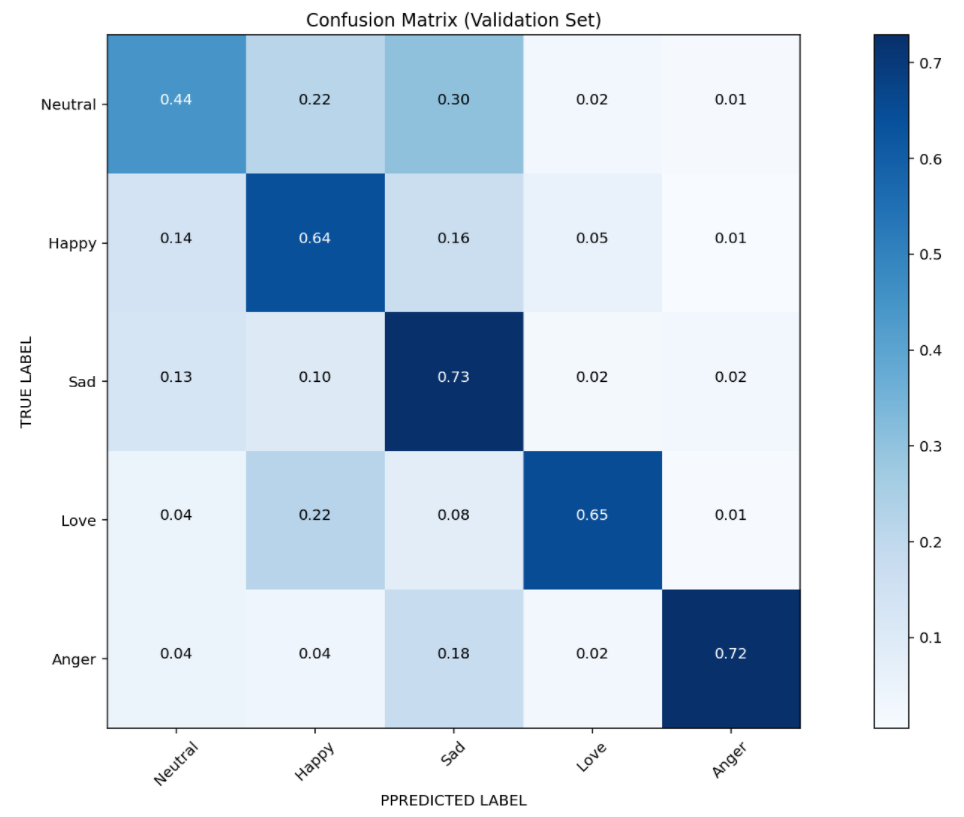 Confusion Matrix (Validation Set)
Neutral 0.44 0.22 0.30 0.02 0.01
Happy 0.14 0.64 0.16 0.05 0.01
Sad 0.13 0.10 0.73 0.02 0.02
Love 0.04 0.22 0.08 0.65 0.01
Anger 0.04 0.04 0.18 0.02 0.72
TRUE LABEL
Neutral Happy Sad Love Anger
PPREDICTED LABEL
0.7
0.6
0.5
0.4
0.3
0.2
0.1